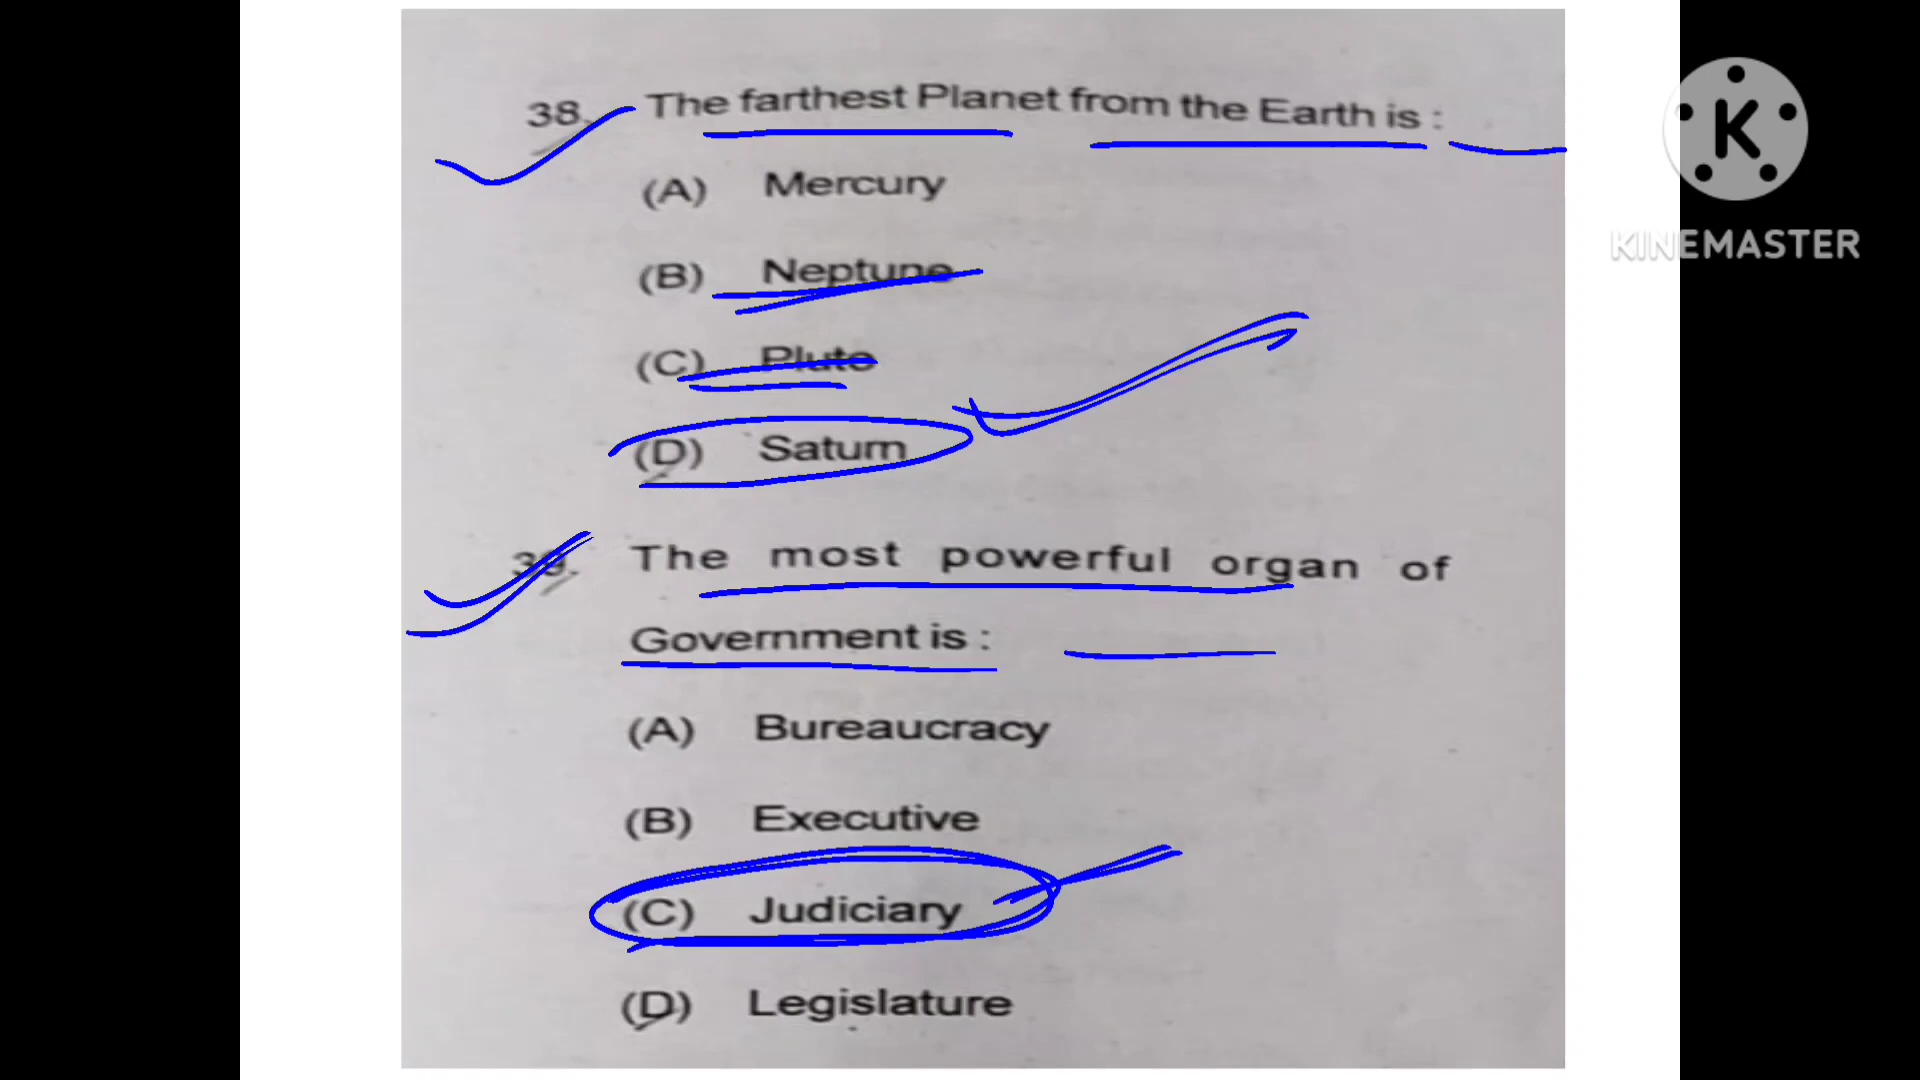 38. The farthest Planet from the Earth is :
(A) Mercury
(B) Neptune
(C) Pluto
(D) Saturn
39. The most powerful organ of
Government is :
(A) Bureaucracy
(B) Executive
(C) Judiciary
(D) Legislature
KINEMASTER